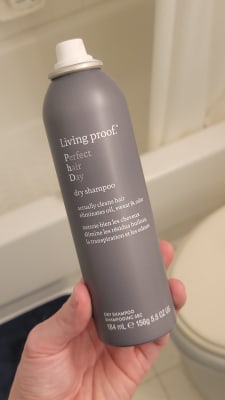 Living proof®
Perfect
hair
Day
dry shampoo
actually cleans hair
eliminates oil, sweat & odor
nettoie bien les cheveux
élimine les résidus huileux,
la transpiration et les odeurs
DRY SHAMPOO
SHAMPOOING SEC
184 mL ℮ 156g 5.5 OZ